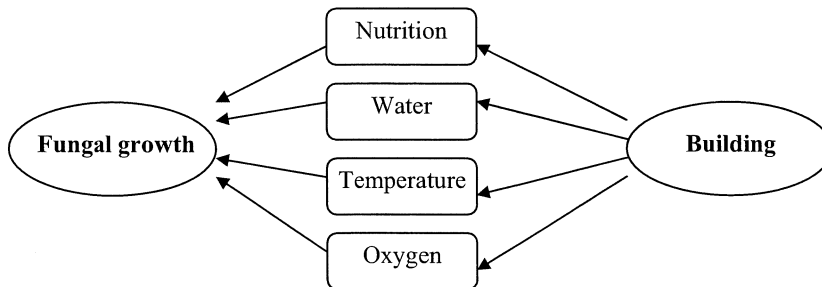 Nutrition
Water
Fungal growth
Building
Temperature
Oxygen